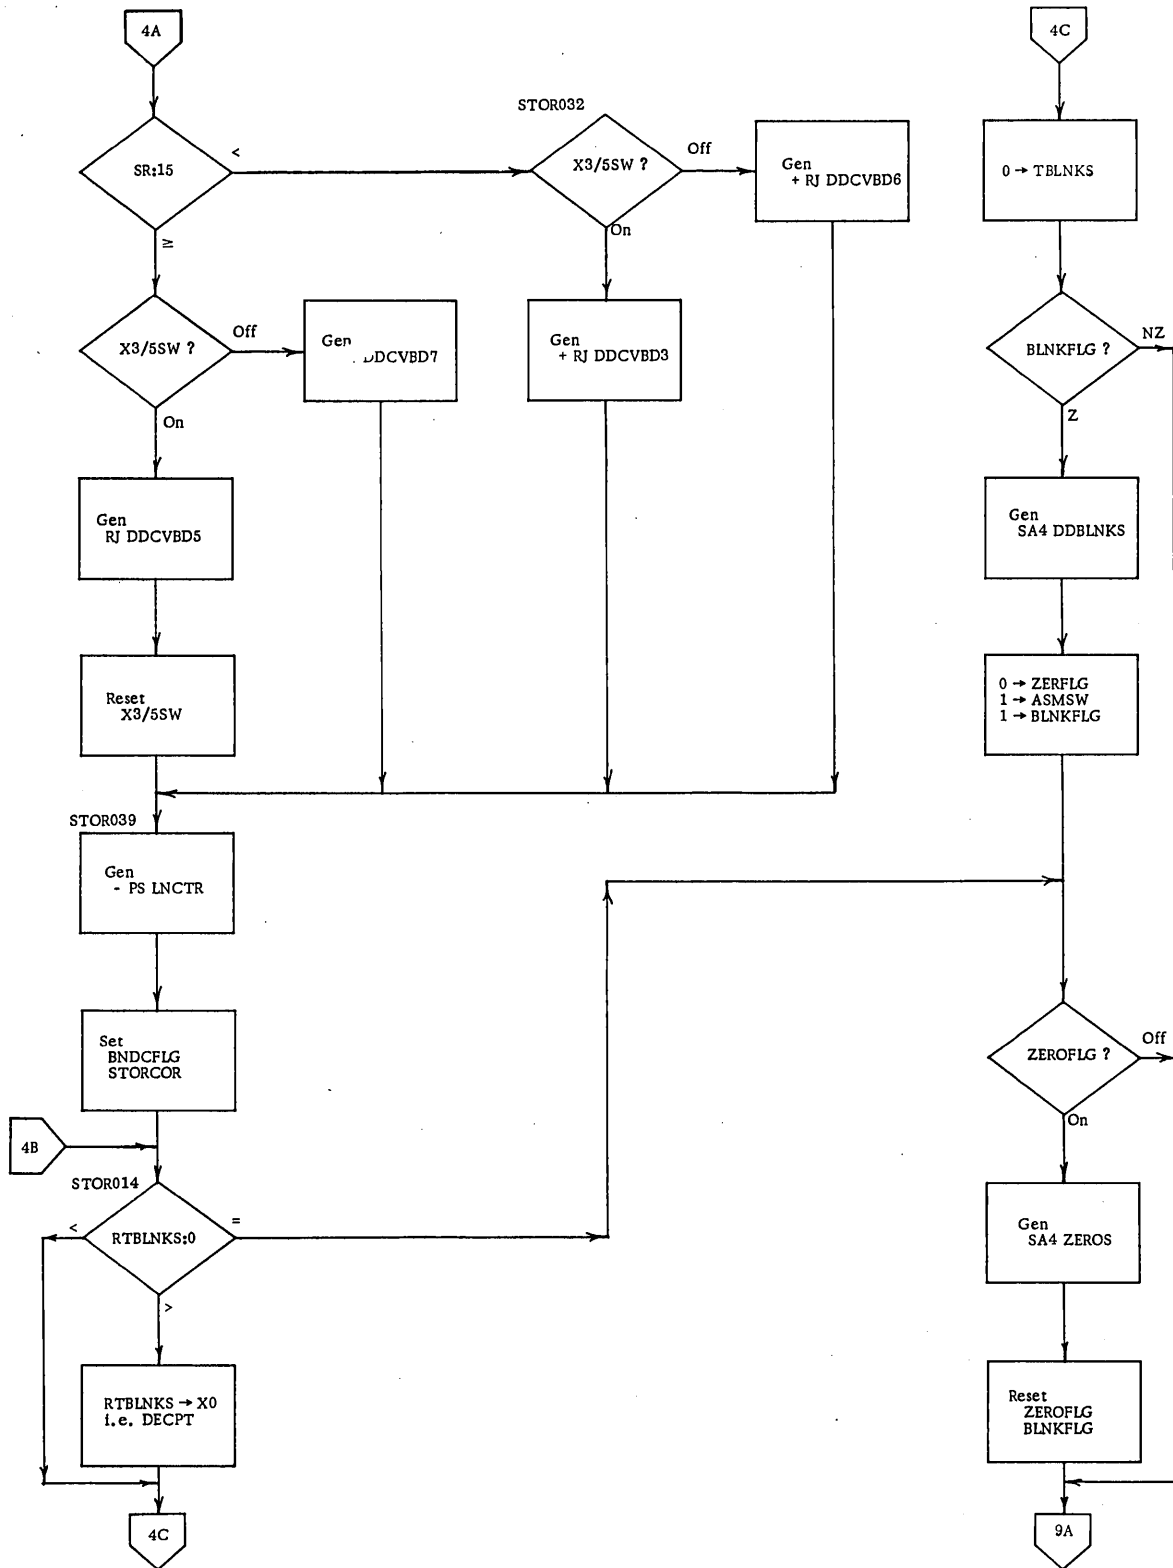 4A
SR:15
<
≥
STOR032
X3/5SW ?
Off
On
Gen
+ RJ DDCVBD6
X3/5SW ?
Off
On
Gen
DDCVBD7
Gen
+ RJ DDCVBD3
Gen
RJ DDCVBD5
Reset
X3/5SW
STOR039
Gen
- PS LNCTR
Set
BNDCFLG
STORCOR
4B
STOR014
RTBLNKS:0
<
=
>
RTBLNKS → X0
i.e. DECPT
4C
4C
0 → TBLNKS
BLNKFLG ?
NZ
Z
Gen
SA4 DDBLNKS
0 → ZERFLG
1 → ASMSW
1 → BLNKFLG
ZEROFLG ?
Off
On
Gen
SA4 ZEROS
Reset
ZEROFLG
BLNKFLG
9A